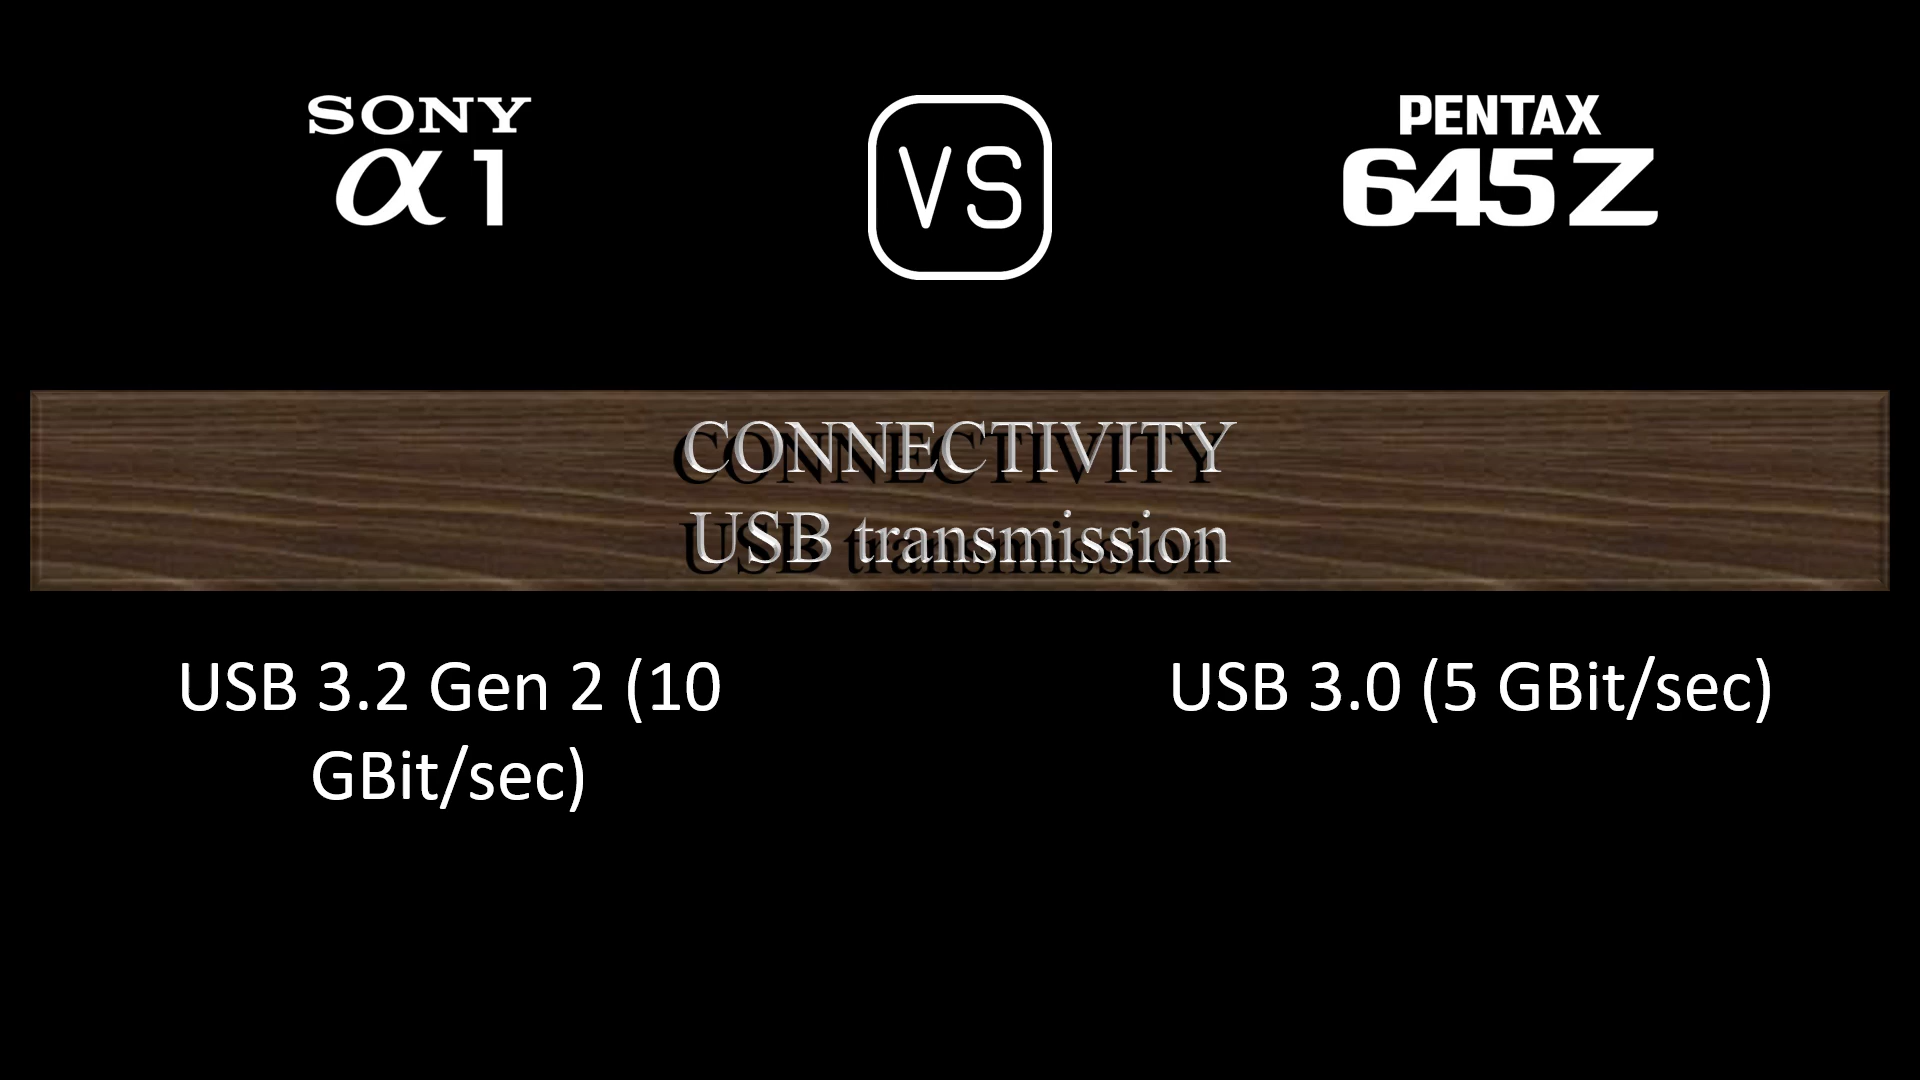 SONY
α1
VS
PENTAX
645Z
CONNECTIVITY
USB transmission
USB 3.2 Gen 2 (10
GBit/sec)
USB 3.0 (5 GBit/sec)